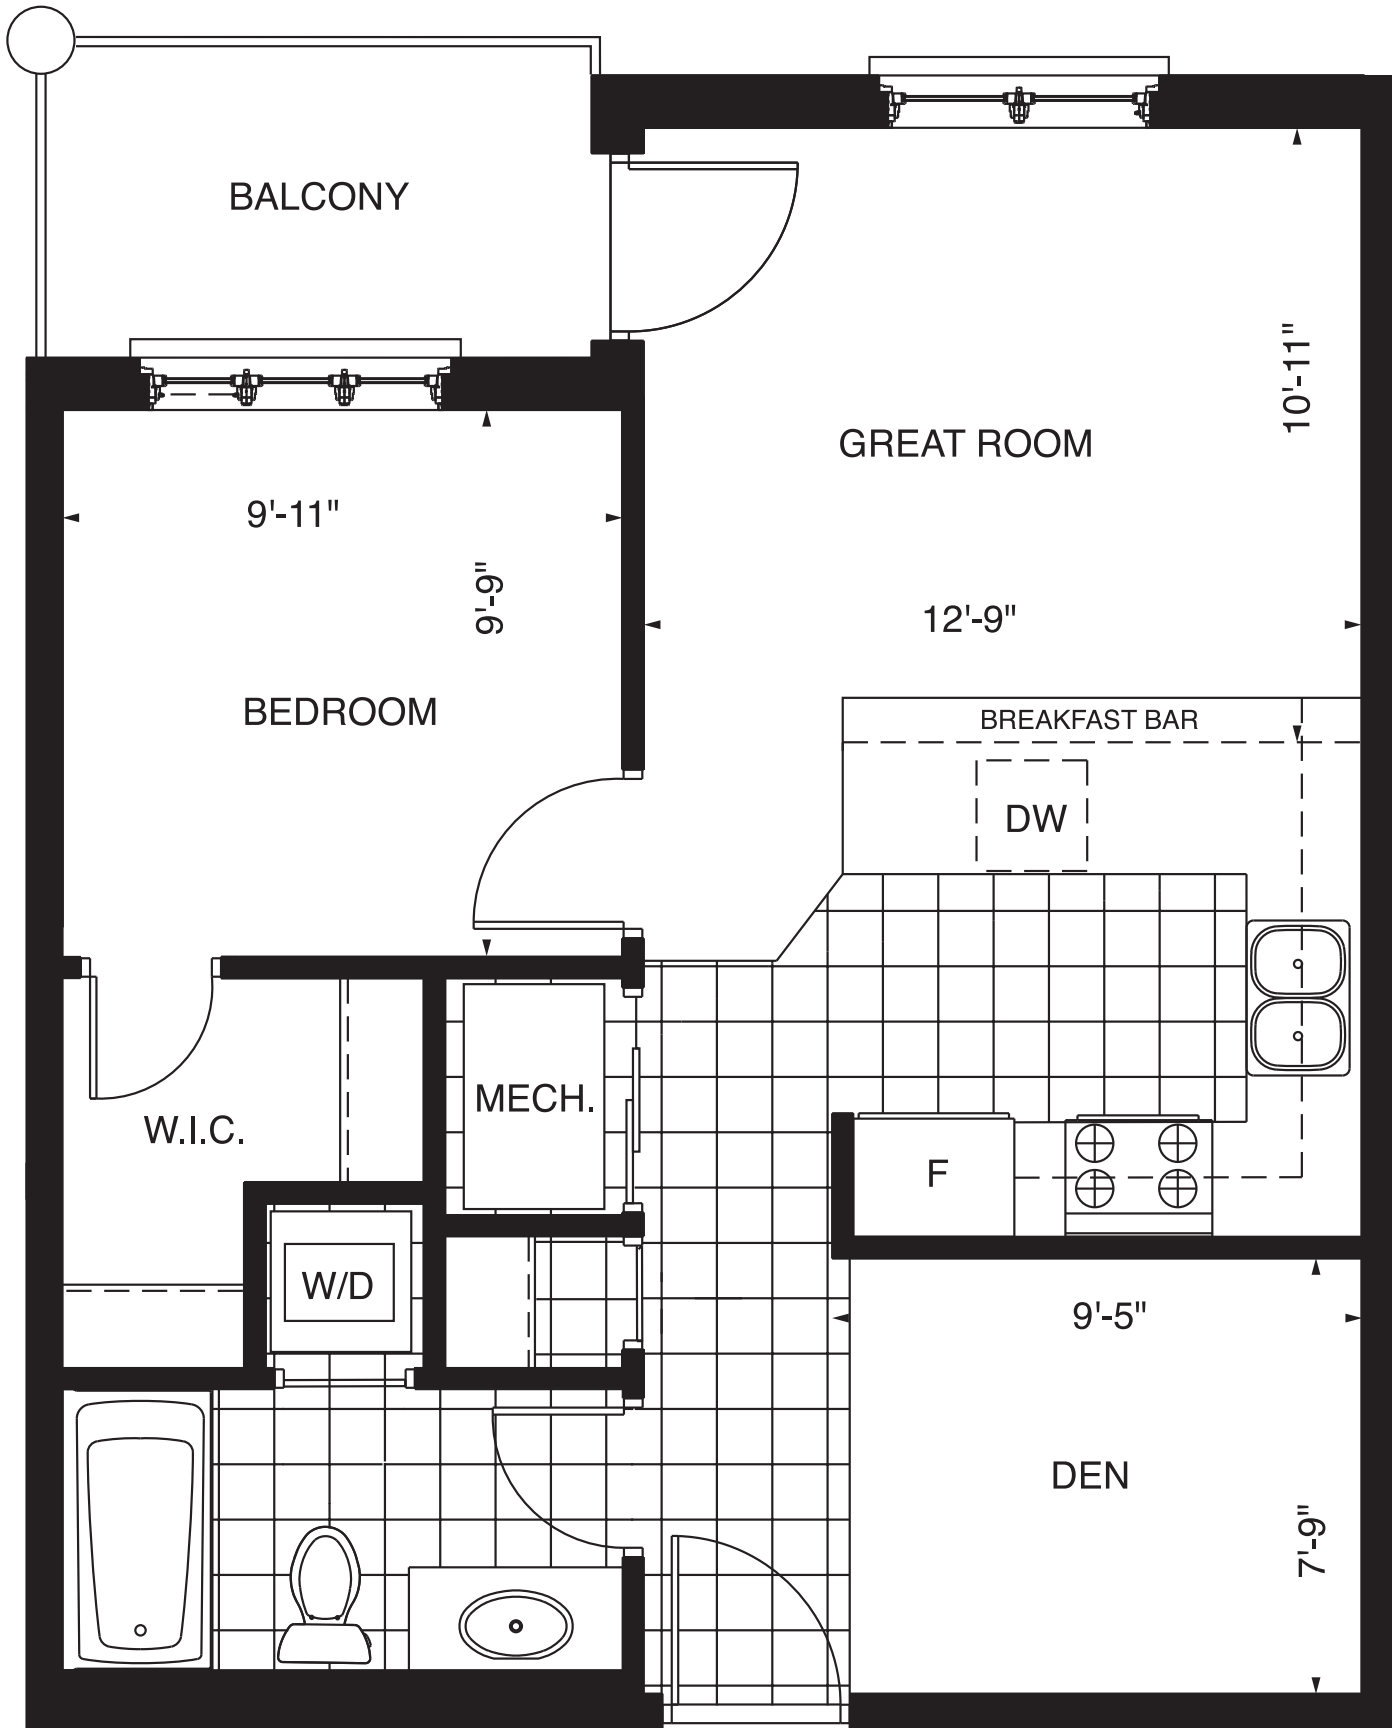 BALCONY
10'-11"
GREAT ROOM
9'-11"
9'-9"
12'-9"
BEDROOM
BREAKFAST BAR
DW
MECH.
W.I.C.
F
W/D
9'-5"
DEN
7'-9"